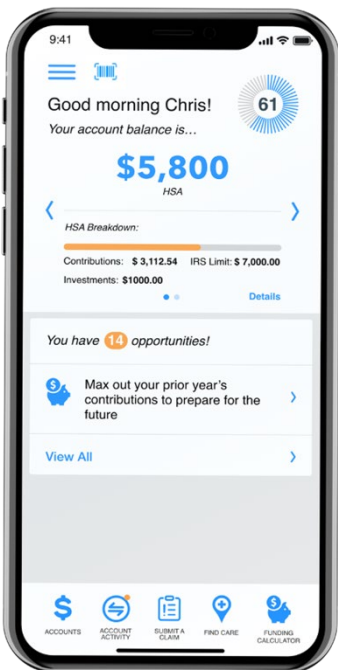 9:41
Good morning Chris!
61
Your account balance is...
$5,800
HSA
HSA Breakdown:
Contributions: $ 3,112.54 IRS Limit: $ 7,000.00
Investments: $1000.00
Details
You have 14 opportunities!
Max out your prior year's
contributions to prepare for the
future
View All
ACCOUNTS
ACCOUNT
ACTIVITY
SUBMIT A
CLAIM
FIND CARE
FUNDING
CALCULATOR